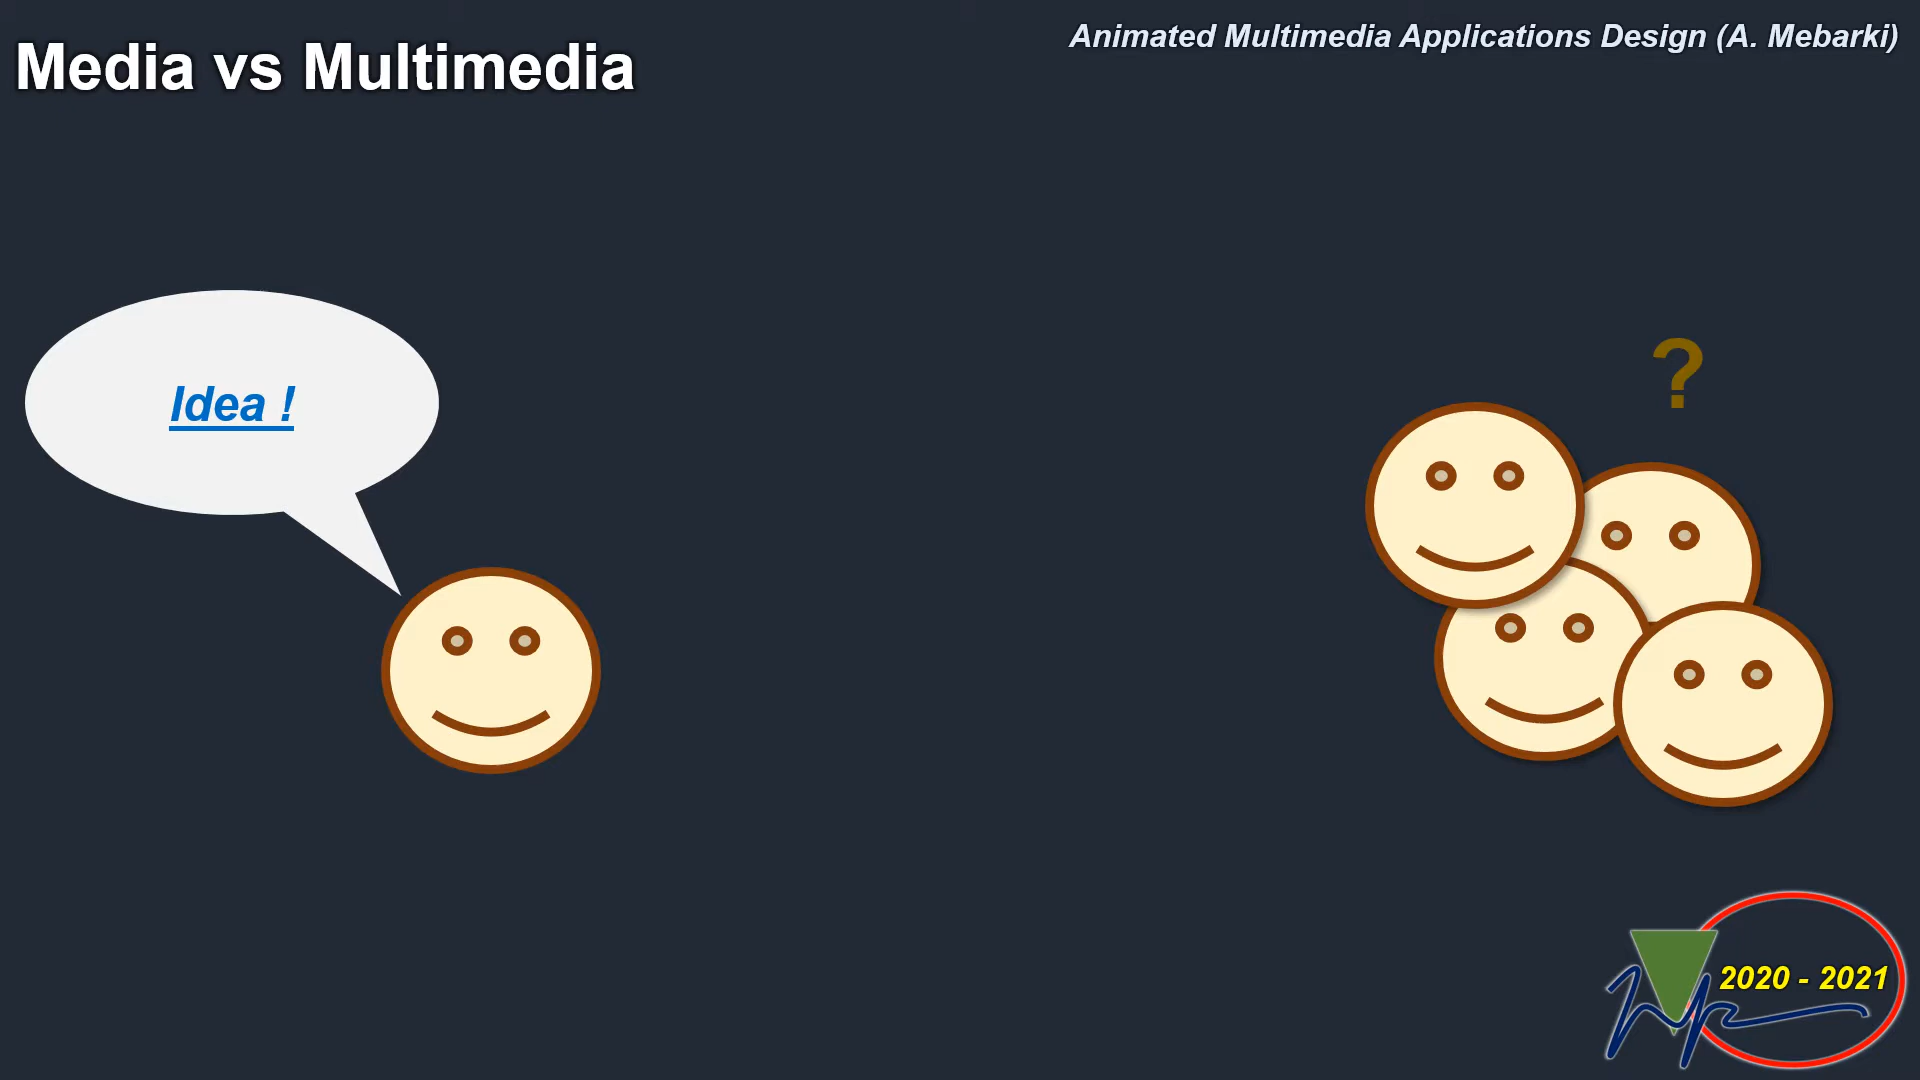 Animated Multimedia Applications Design (A. Mebarki)
Media vs Multimedia
Idea !
?
2020 - 2021